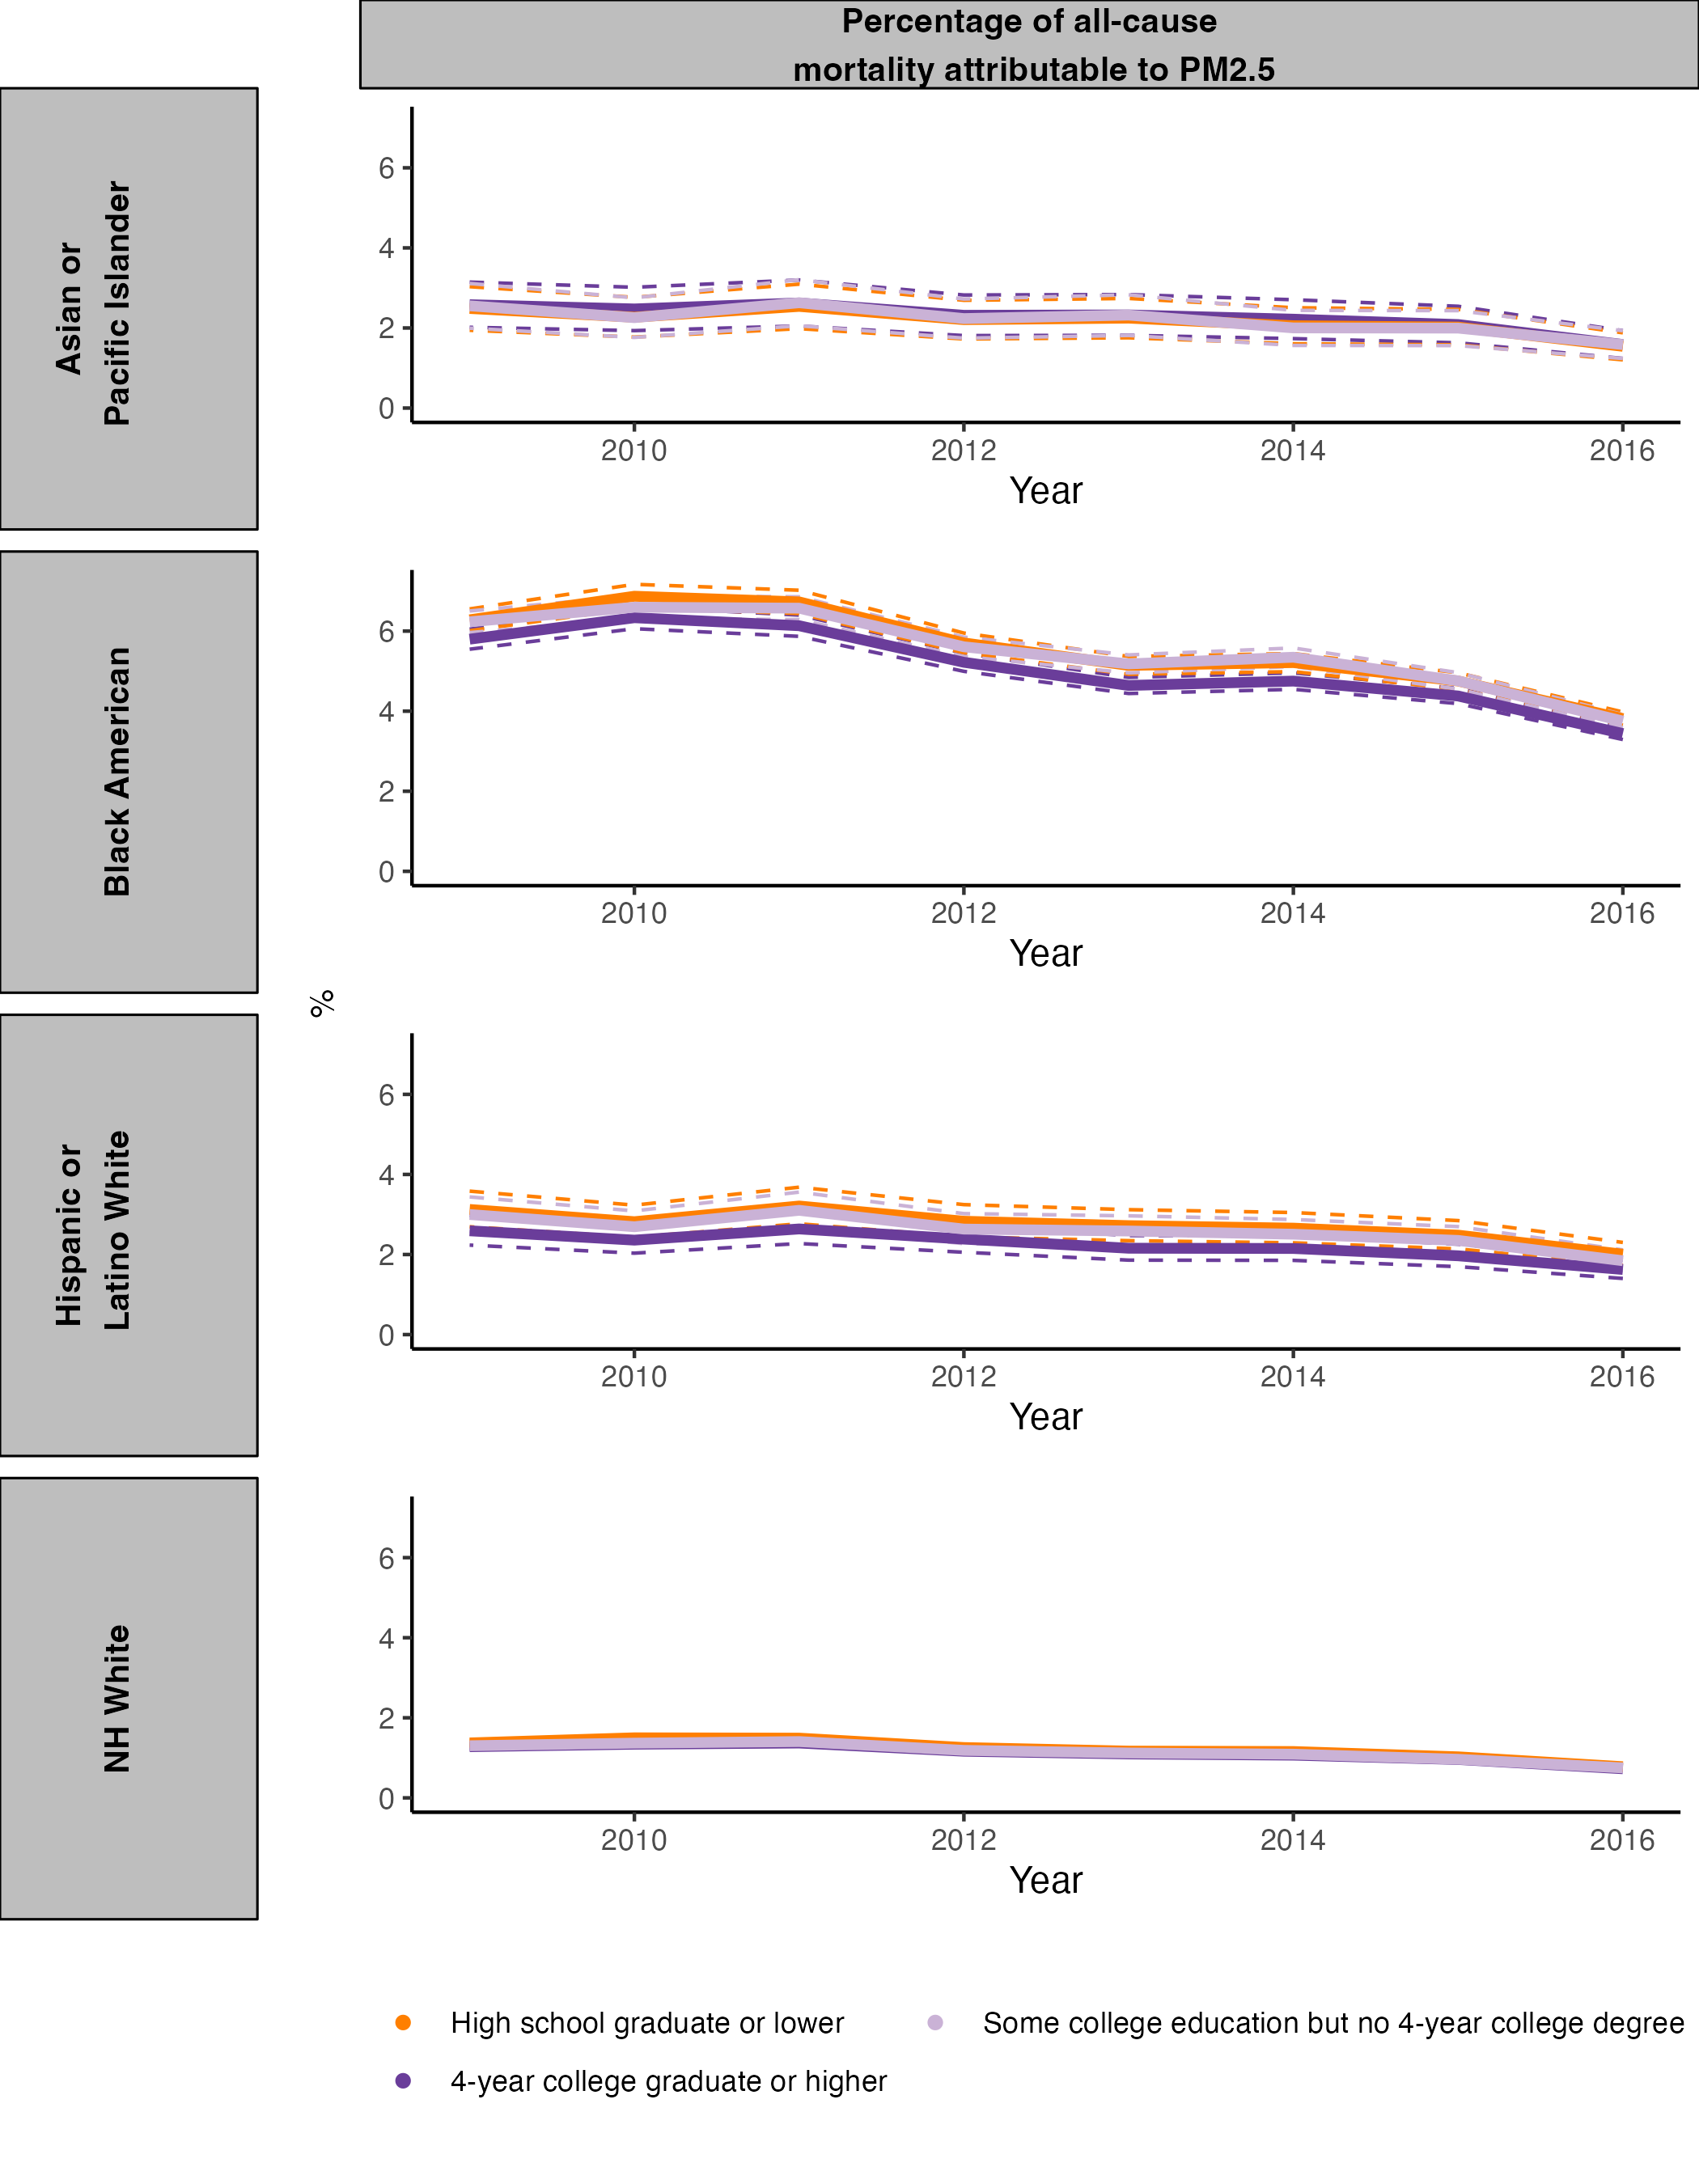 Percentage of all-cause
mortality attributable to PM2.5
Asian or
Pacific Islander
6
4
2
0
2010 2012 2014 2016
Year
Black American
6
4
2
0
2010 2012 2014 2016
Year
%
Hispanic or
Latino White
6
4
2
0
2010 2012 2014 2016
Year
NH White
6
4
2
0
2010 2012 2014 2016
Year
High school graduate or lower
Some college education but no 4-year college degree
4-year college graduate or higher